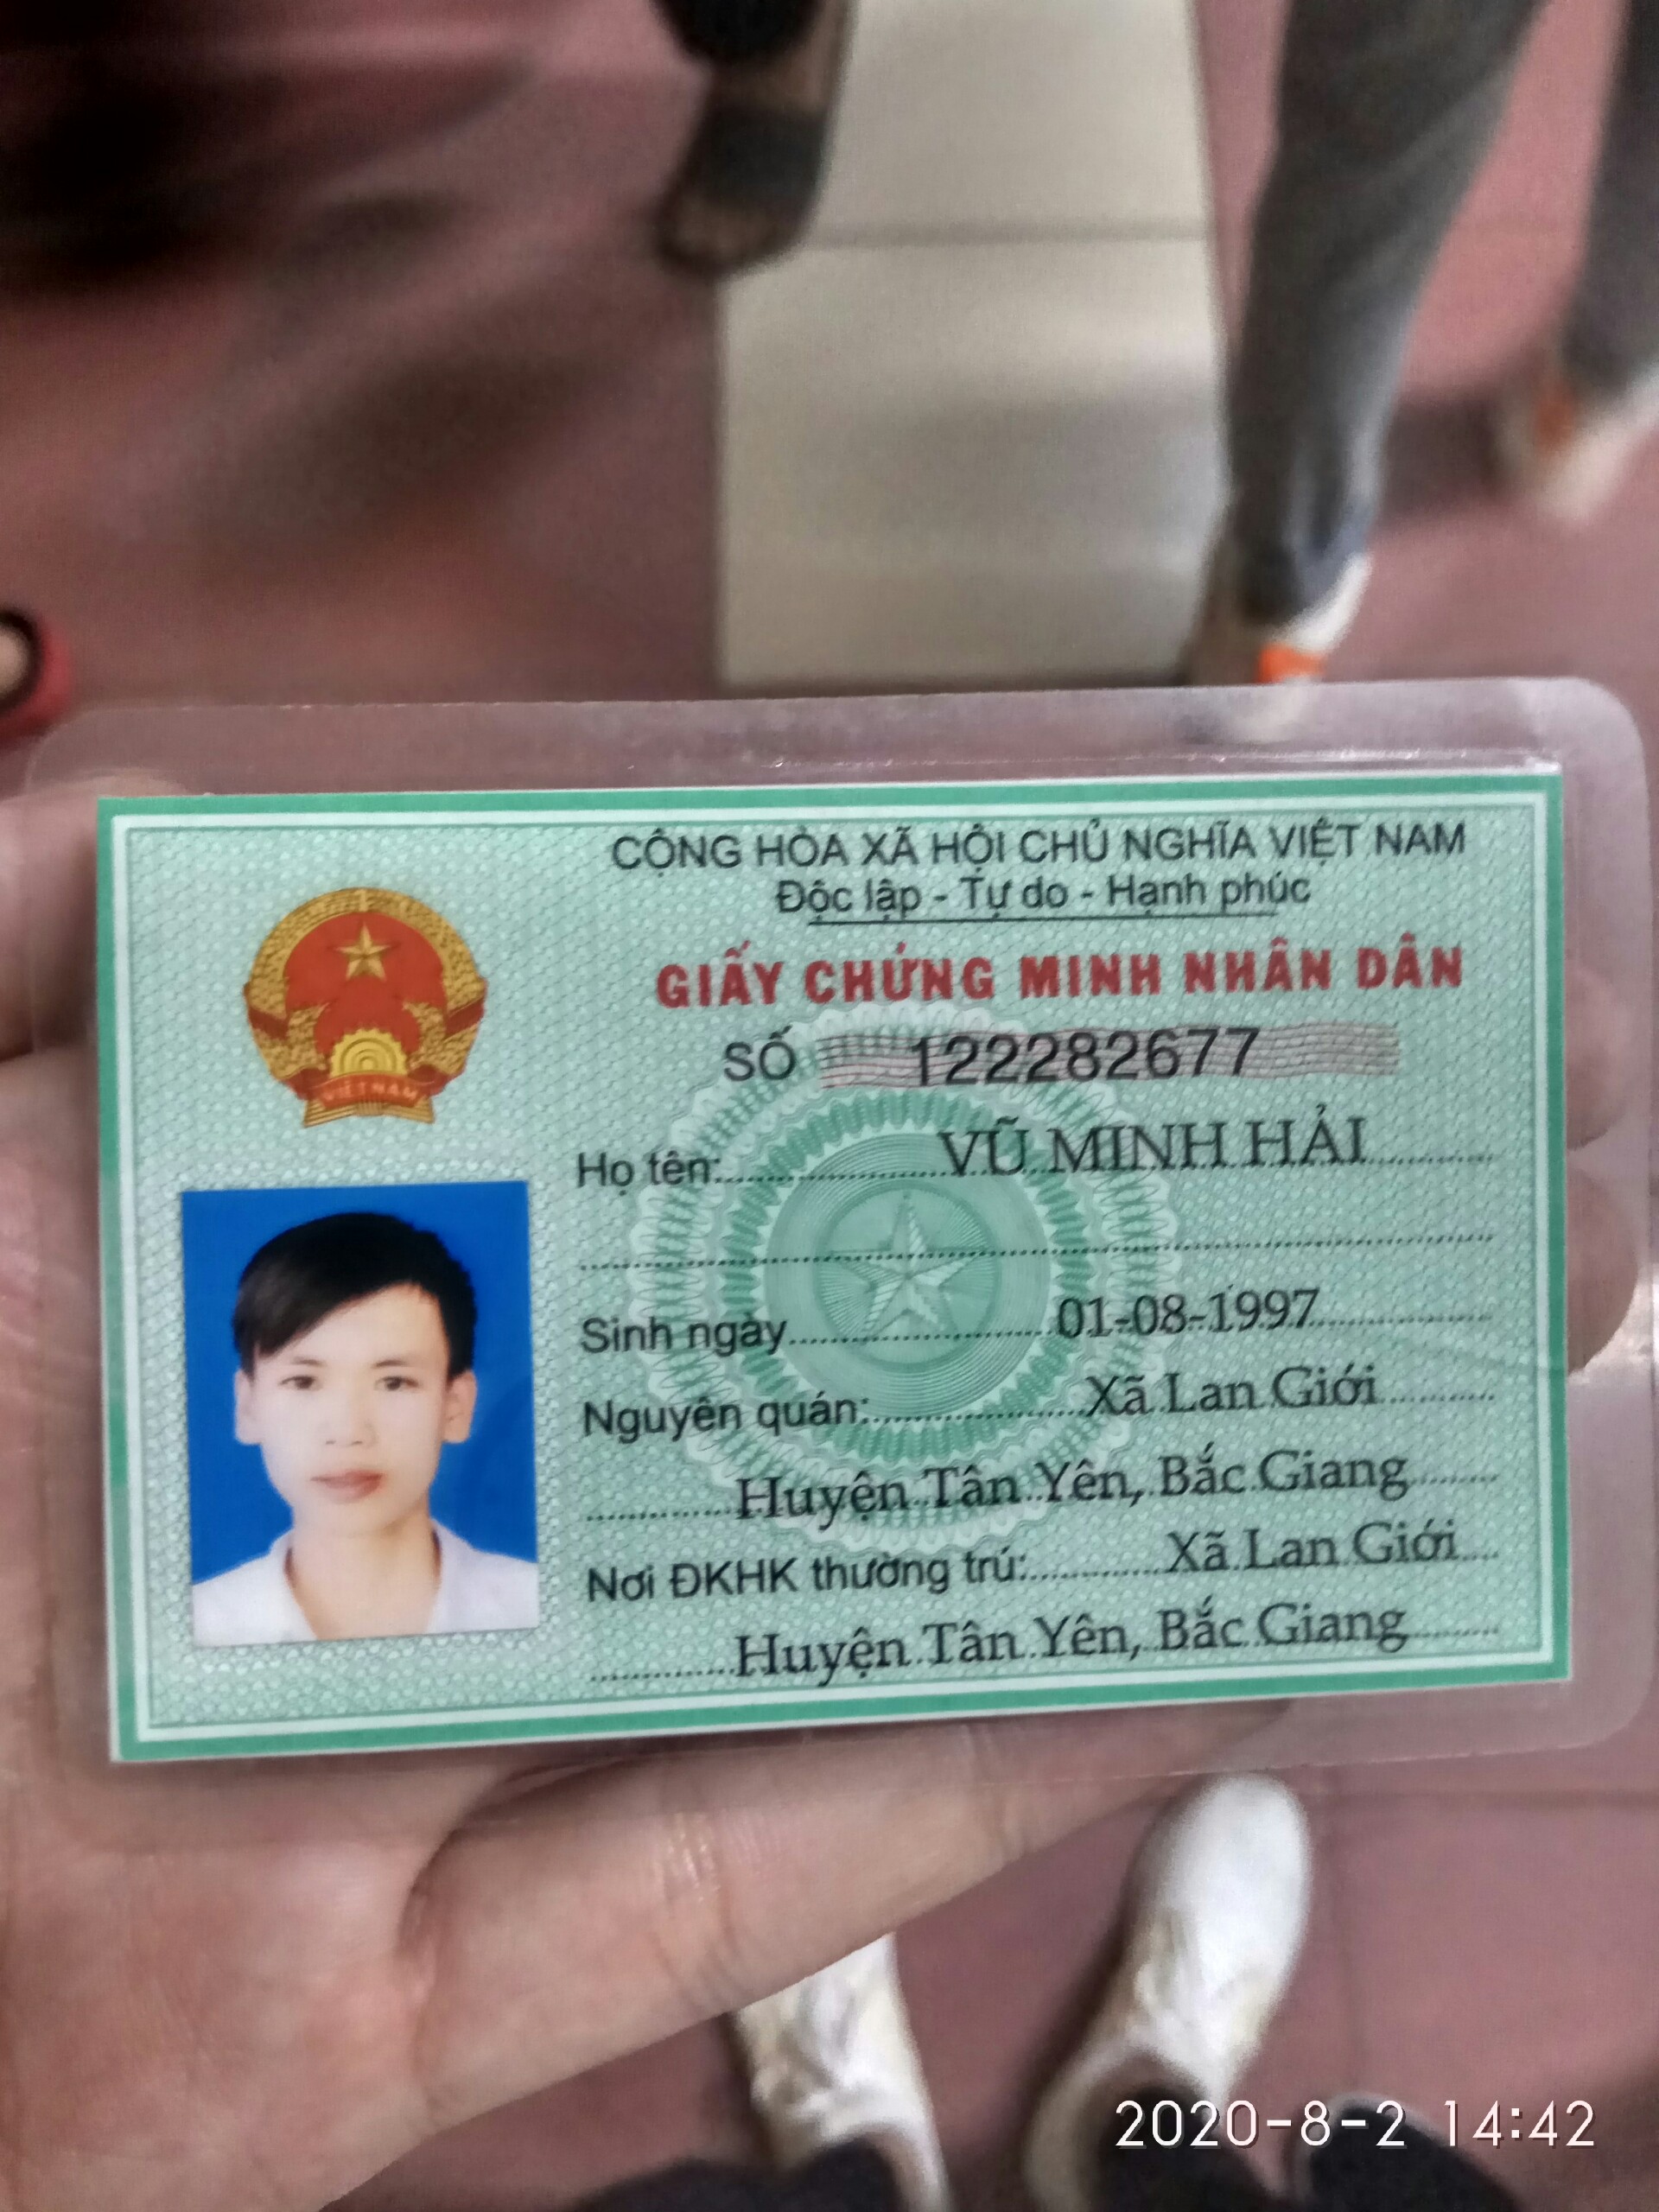 CỘNG HÒA XÃ HỘI CHỦ NGHĨA VIỆT NAM
Độc lập - Tự do - Hạnh phúc
GIẤY CHỨNG MINH NHÂN DÂN
SỐ 122282677
Họ tên: VŨ MINH HẢI
Sinh ngày 01-08-1997
Nguyên quán: Xã Lan Giới
Huyện Tân Yên, Bắc Giang
Nơi ĐKHK thường trú: Xã Lan Giới
Huyện Tân Yên, Bắc Giang
VIỆT NAM
2020-8-2 14:42